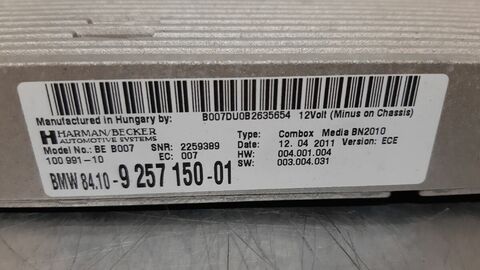 Manufactured in Hungary by: B007DU0B2635654 12Volt (Minus on Chassis)
HARMAN/BECKER
AUTOMOTIVE SYSTEMS
Type: Combox Media BN2010
Model No.: BE B007 SNR: 2259389 Date: 12. 04 2011 Version: ECE
100 991-10 EC: 007 HW: 004.001.004
SW: 003.004.031
BMW 84.10-9 257 150-01